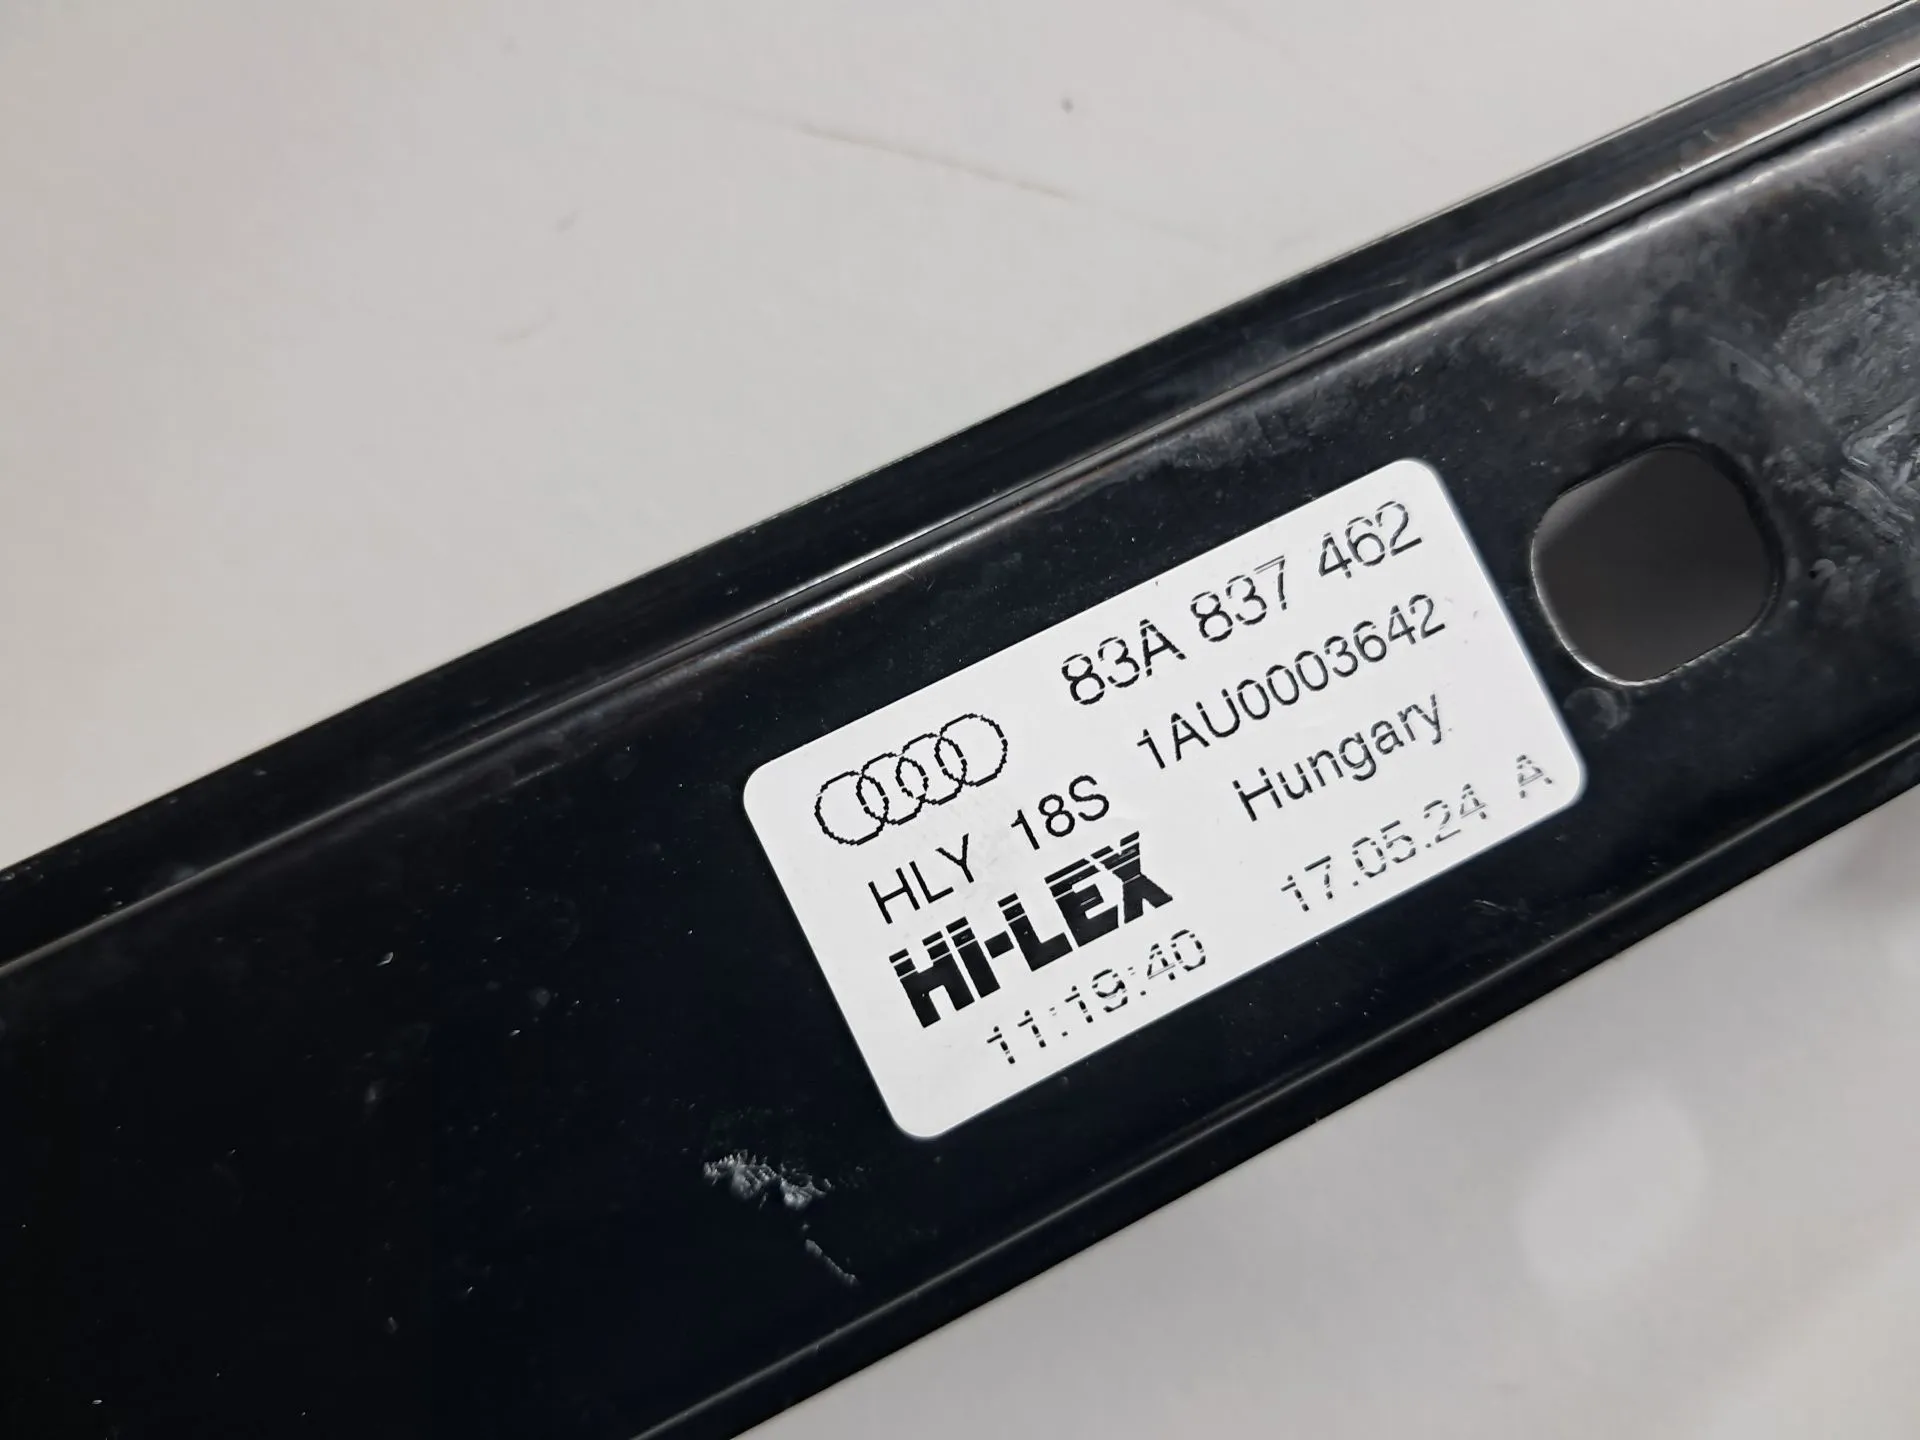 83A 837 462
1AU0003642
HLY 18S
Hungary
HI-LEX
17.05.24 A
11:19:40